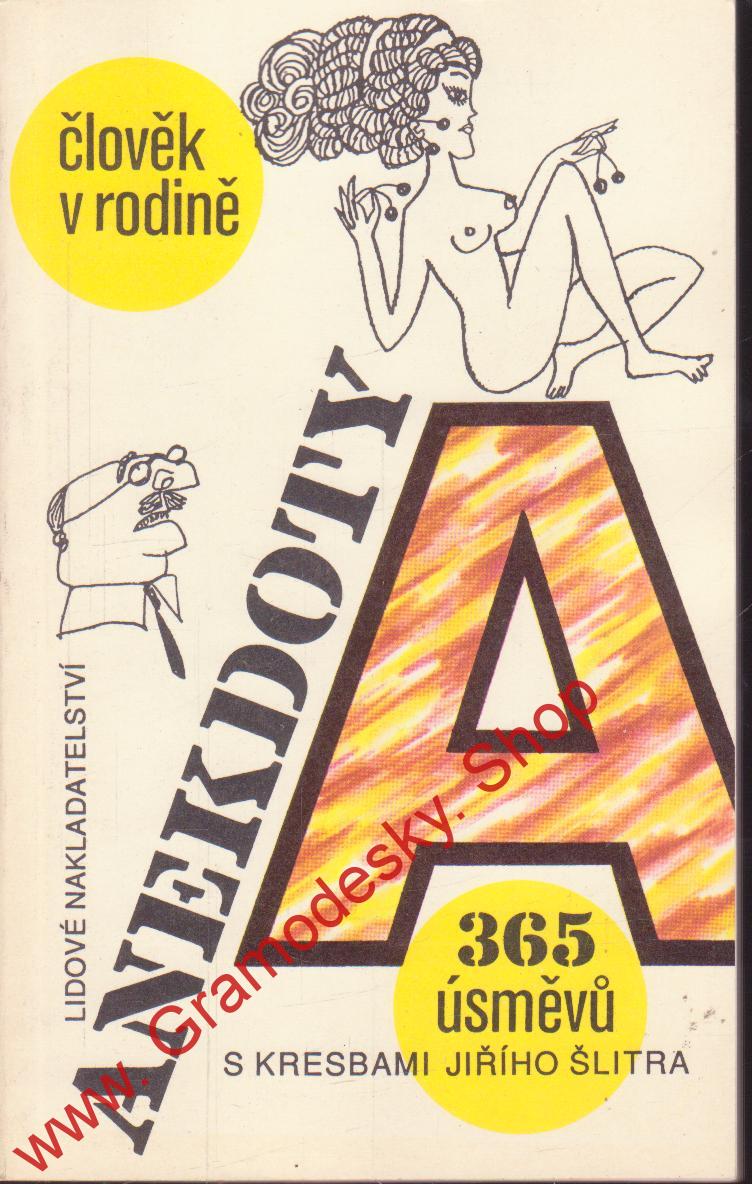 člověk
v rodině
ANEKDOTY
A
LIDOVÉ NAKLADATELSTVÍ
365
úsměvů
S KRESBAMI JIŘÍHO ŠLITRA
www. Gramodesky. Shop